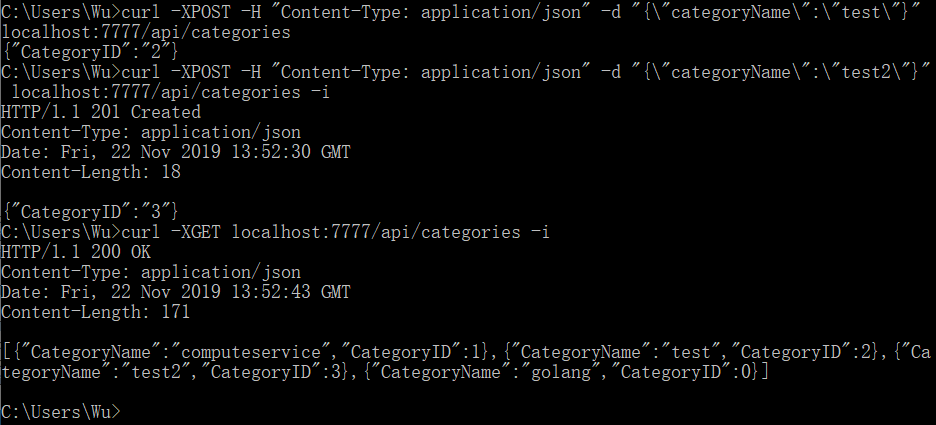 C:\Users\Wu>curl -XPOST -H "Content-Type: application/json" -d "{\"categoryName\":\"test\"}"
localhost:7777/api/categories
{"CategoryID":"2"}
C:\Users\Wu>curl -XPOST -H "Content-Type: application/json" -d "{\"categoryName\":\"test2\"}"
 localhost:7777/api/categories -i
HTTP/1.1 201 Created
Content-Type: application/json
Date: Fri, 22 Nov 2019 13:52:30 GMT
Content-Length: 18

{"CategoryID":"3"}
C:\Users\Wu>curl -XGET localhost:7777/api/categories -i
HTTP/1.1 200 OK
Content-Type: application/json
Date: Fri, 22 Nov 2019 13:52:43 GMT
Content-Length: 171

[{"CategoryName":"computeservice","CategoryID":1},{"CategoryName":"test","CategoryID":2},{"Ca
tegoryName":"test2","CategoryID":3},{"CategoryName":"golang","CategoryID":0}]

C:\Users\Wu>